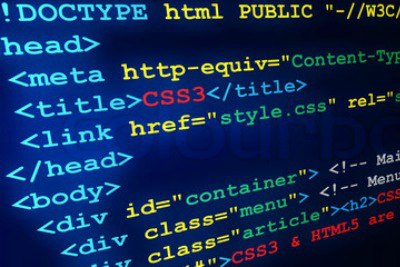 !DOCTYPE html PUBLIC "-//W3C/
head>
<meta http-equiv="Content-Typ
<title>CSS3</title>
<link href="style.css" rel="s
</head>
<body>
<div id="container"> <!-- Mai
<div class="menu"> <!-- Menu
<div class="article"><h2>CSS
="#">CSS3 & HTML5 are